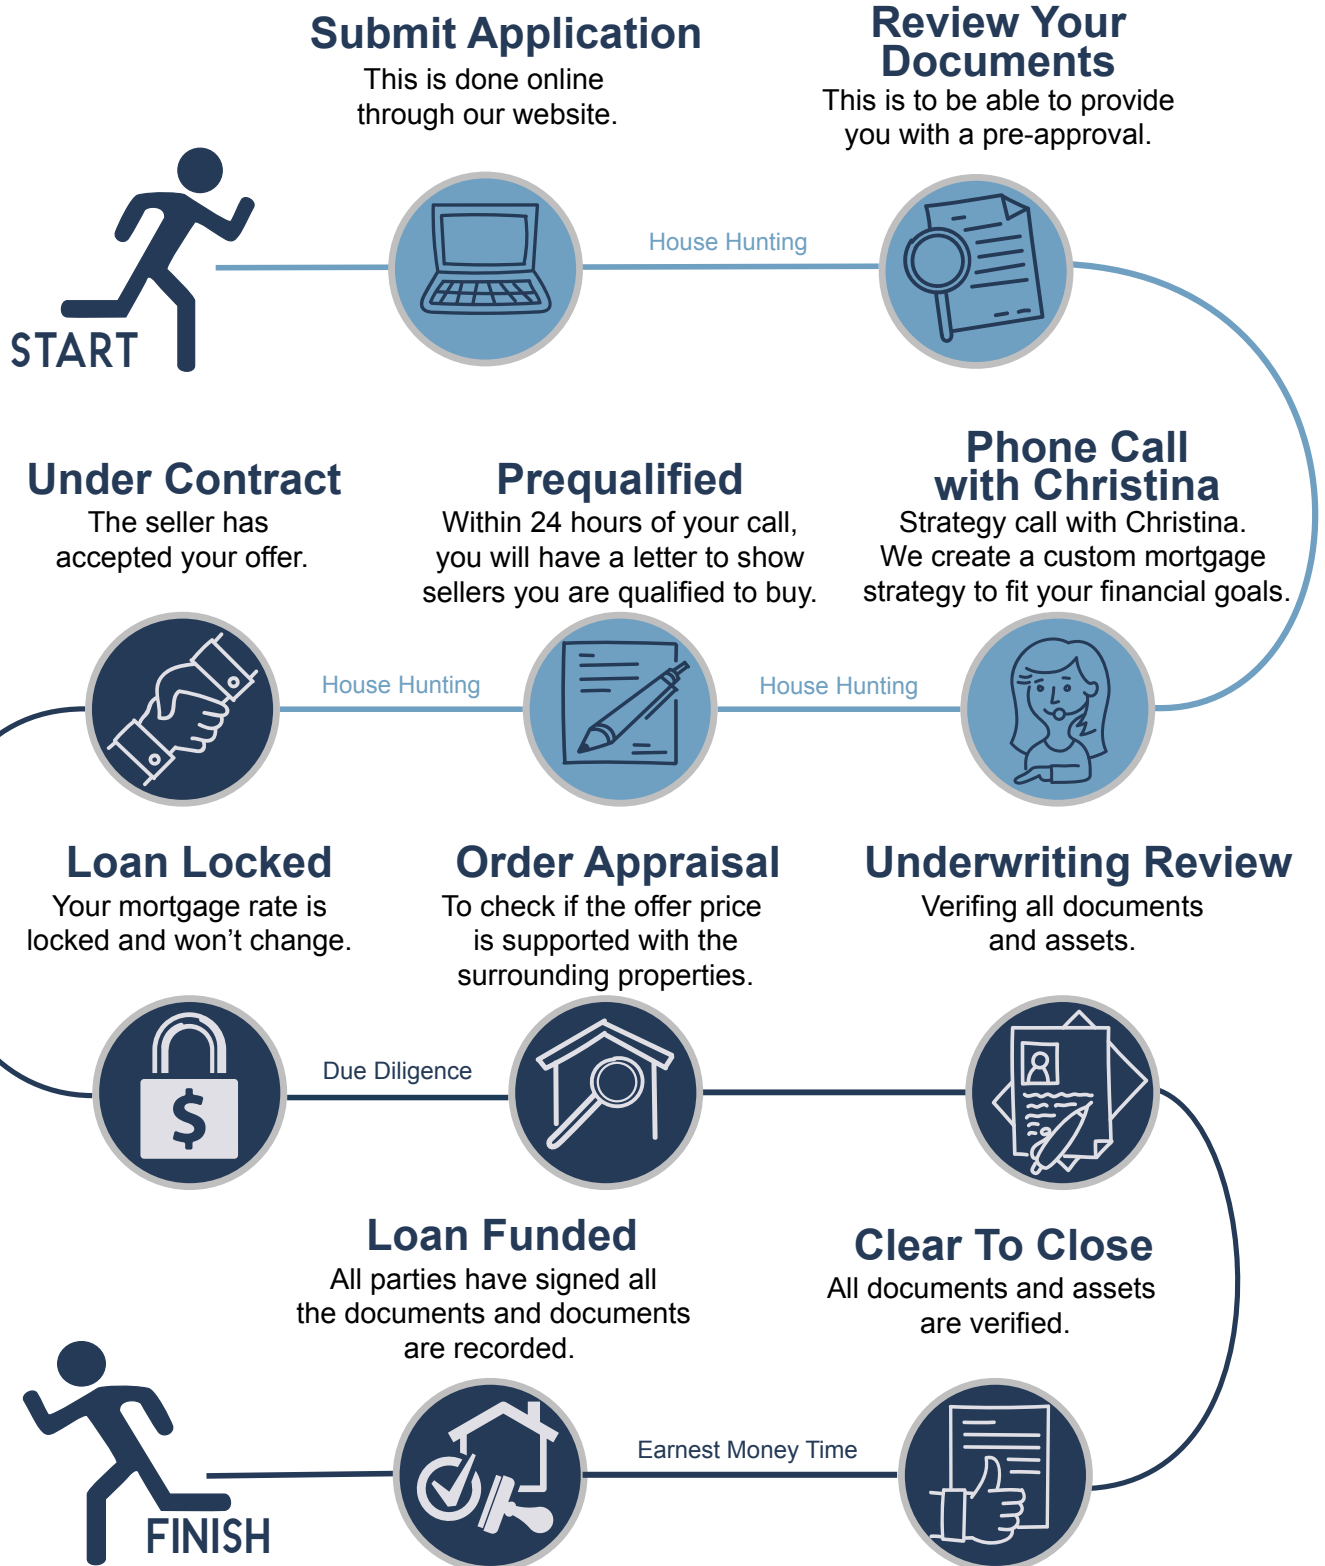 Submit Application
This is done online
through our website.
Review Your
Documents
This is to be able to provide
you with a pre-approval.
START
House Hunting
Phone Call
with Christina
Strategy call with Christina.
We create a custom mortgage
strategy to fit your financial goals.
House Hunting
Prequalified
Within 24 hours of your call,
you will have a letter to show
sellers you are qualified to buy.
House Hunting
Under Contract
The seller has
accepted your offer.
Loan Locked
Your mortgage rate is
locked and won't change.
$
Due Diligence
Order Appraisal
To check if the offer price
is supported with the
surrounding properties.
Underwriting Review
Verifing all documents
and assets.
Clear To Close
All documents and assets
are verified.
Earnest Money Time
Loan Funded
All parties have signed all
the documents and documents
are recorded.
FINISH